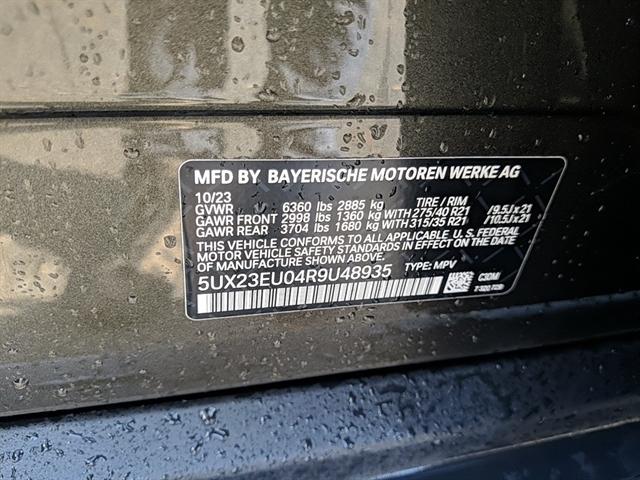 MFD BY BAYERISCHE MOTOREN WERKE AG
10/23
GVWR 6360 lbs 2885 kg TIRE / RIM
GAWR FRONT 2998 lbs 1360 kg WITH 275/40 R21 /9.5Jx21
GAWR REAR 3704 lbs 1680 kg WITH 315/35 R21 /10.5Jx21
THIS VEHICLE CONFORMS TO ALL APPLICABLE U.S. FEDERAL
MOTOR VEHICLE SAFETY STANDARDS IN EFFECT ON THE DATE
OF MANUFACTURE SHOWN ABOVE.
5UX23EU04R9U48935 TYPE: MPV